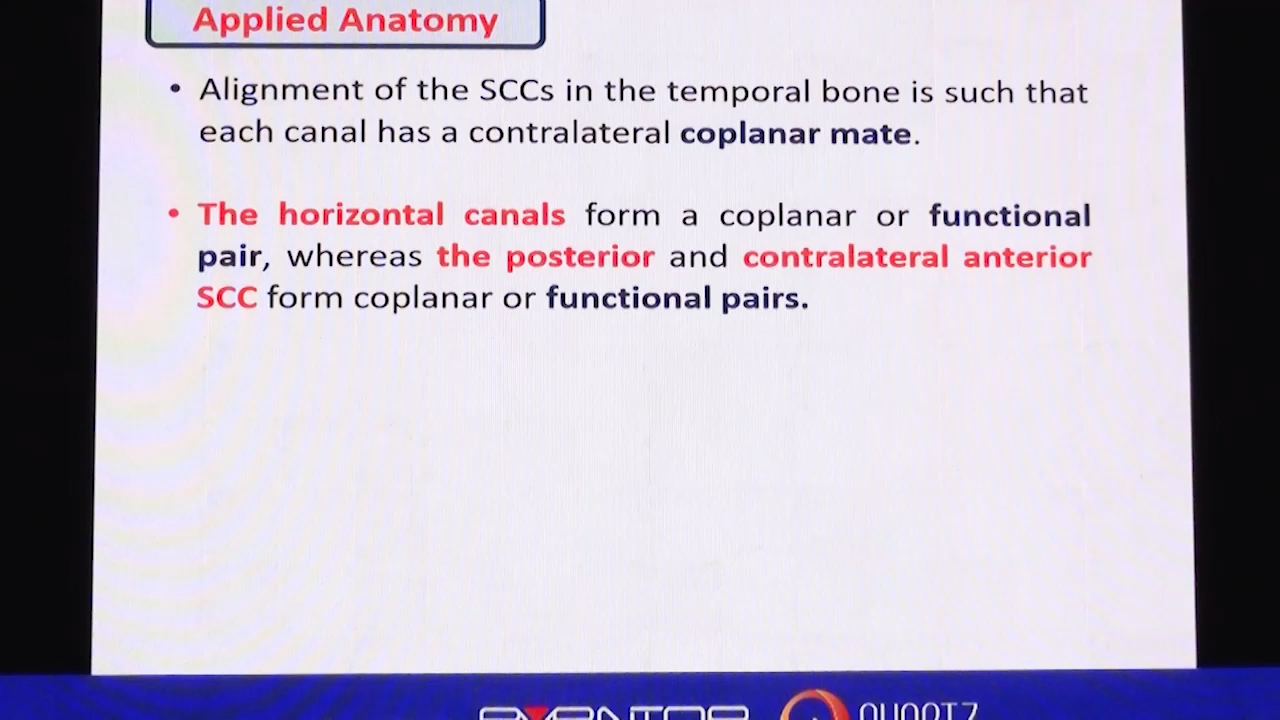 Applied Anatomy
• Alignment of the SCCs in the temporal bone is such that
each canal has a contralateral coplanar mate.
• The horizontal canals form a coplanar or functional
pair, whereas the posterior and contralateral anterior
SCC form coplanar or functional pairs.